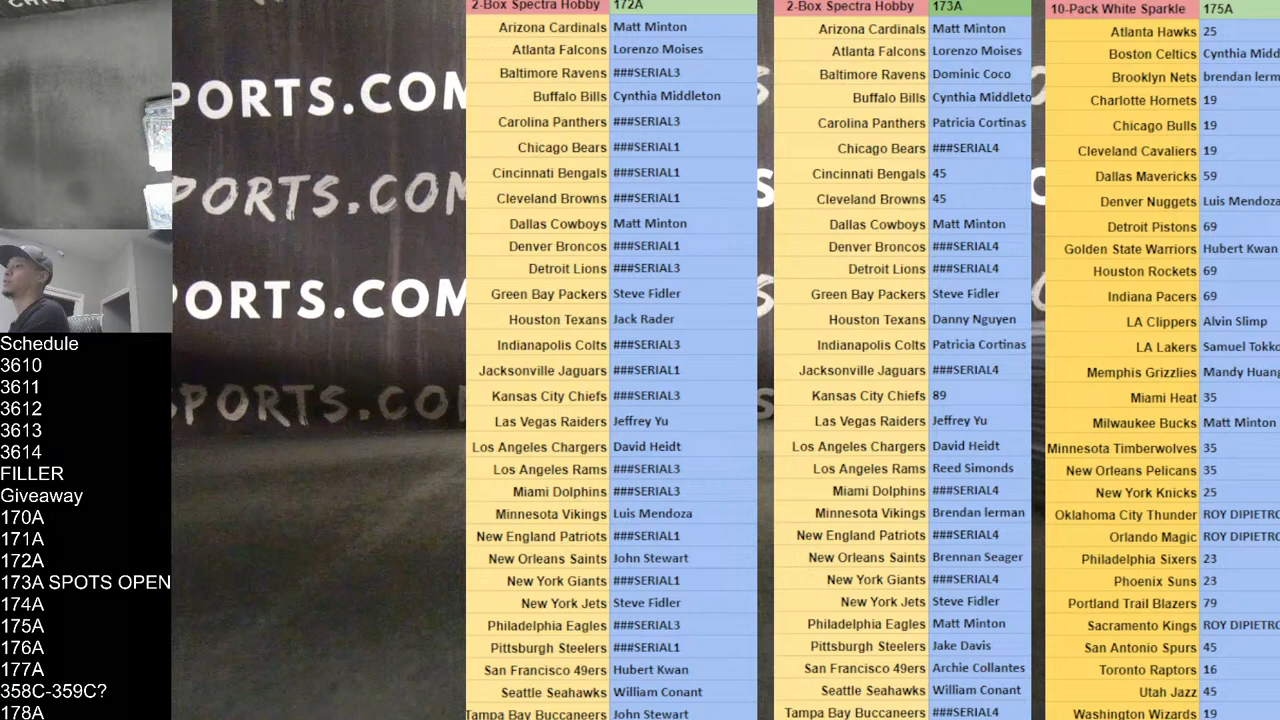 PORTS.COM
PORTS.COM
PORTS.COM
SPORTS.COM
Schedule
3610
3611
3612
3613
3614
FILLER
Giveaway
170A
171A
172A
173A SPOTS OPEN
174A
175A
176A
177A
358C-359C?
178A
2-Box Spectra Hobby 172A
Arizona Cardinals Matt Minton
Atlanta Falcons Lorenzo Moises
Baltimore Ravens ###SERIAL3
Buffalo Bills Cynthia Middleton
Carolina Panthers ###SERIAL3
Chicago Bears ###SERIAL1
Cincinnati Bengals ###SERIAL1
Cleveland Browns ###SERIAL1
Dallas Cowboys Matt Minton
Denver Broncos ###SERIAL1
Detroit Lions ###SERIAL3
Green Bay Packers Steve Fidler
Houston Texans Jack Rader
Indianapolis Colts ###SERIAL3
Jacksonville Jaguars ###SERIAL1
Kansas City Chiefs ###SERIAL3
Las Vegas Raiders Jeffrey Yu
Los Angeles Chargers David Heidt
Los Angeles Rams ###SERIAL3
Miami Dolphins ###SERIAL3
Minnesota Vikings Luis Mendoza
New England Patriots ###SERIAL1
New Orleans Saints John Stewart
New York Giants ###SERIAL1
New York Jets Steve Fidler
Philadelphia Eagles ###SERIAL3
Pittsburgh Steelers ###SERIAL1
San Francisco 49ers Hubert Kwan
Seattle Seahawks William Conant
Tampa Bay Buccaneers John Stewart
2-Box Spectra Hobby 173A
Arizona Cardinals Matt Minton
Atlanta Falcons Lorenzo Moises
Baltimore Ravens Dominic Coco
Buffalo Bills Cynthia Middleto
Carolina Panthers Patricia Cortinas
Chicago Bears ###SERIAL4
Cincinnati Bengals 45
Cleveland Browns 45
Dallas Cowboys Matt Minton
Denver Broncos ###SERIAL4
Detroit Lions ###SERIAL4
Green Bay Packers Steve Fidler
Houston Texans Danny Nguyen
Indianapolis Colts Patricia Cortinas
Jacksonville Jaguars ###SERIAL4
Kansas City Chiefs 89
Las Vegas Raiders Jeffrey Yu
Los Angeles Chargers David Heidt
Los Angeles Rams Reed Simonds
Miami Dolphins ###SERIAL4
Minnesota Vikings Brendan lerman
New England Patriots ###SERIAL4
New Orleans Saints Brennan Seager
New York Giants ###SERIAL4
New York Jets Steve Fidler
Philadelphia Eagles Matt Minton
Pittsburgh Steelers Jake Davis
San Francisco 49ers Archie Collantes
Seattle Seahawks William Conant
Tampa Bay Buccaneers ###SERIAL4
10-Pack White Sparkle 175A
Atlanta Hawks 25
Boston Celtics Cynthia Midd
Brooklyn Nets brendan lerm
Charlotte Hornets 19
Chicago Bulls 19
Cleveland Cavaliers 19
Dallas Mavericks 59
Denver Nuggets Luis Mendoza
Detroit Pistons 69
Golden State Warriors Hubert Kwan
Houston Rockets 69
Indiana Pacers 69
LA Clippers Alvin Slimp
LA Lakers Samuel Tokko
Memphis Grizzlies Mandy Huang
Miami Heat 35
Milwaukee Bucks Matt Minton
Minnesota Timberwolves 35
New Orleans Pelicans 35
New York Knicks 25
Oklahoma City Thunder ROY DIPIETRO
Orlando Magic ROY DIPIETRO
Philadelphia Sixers 23
Phoenix Suns 23
Portland Trail Blazers 79
Sacramento Kings ROY DIPIETRO
San Antonio Spurs 45
Toronto Raptors 16
Utah Jazz 45
Washington Wizards 19